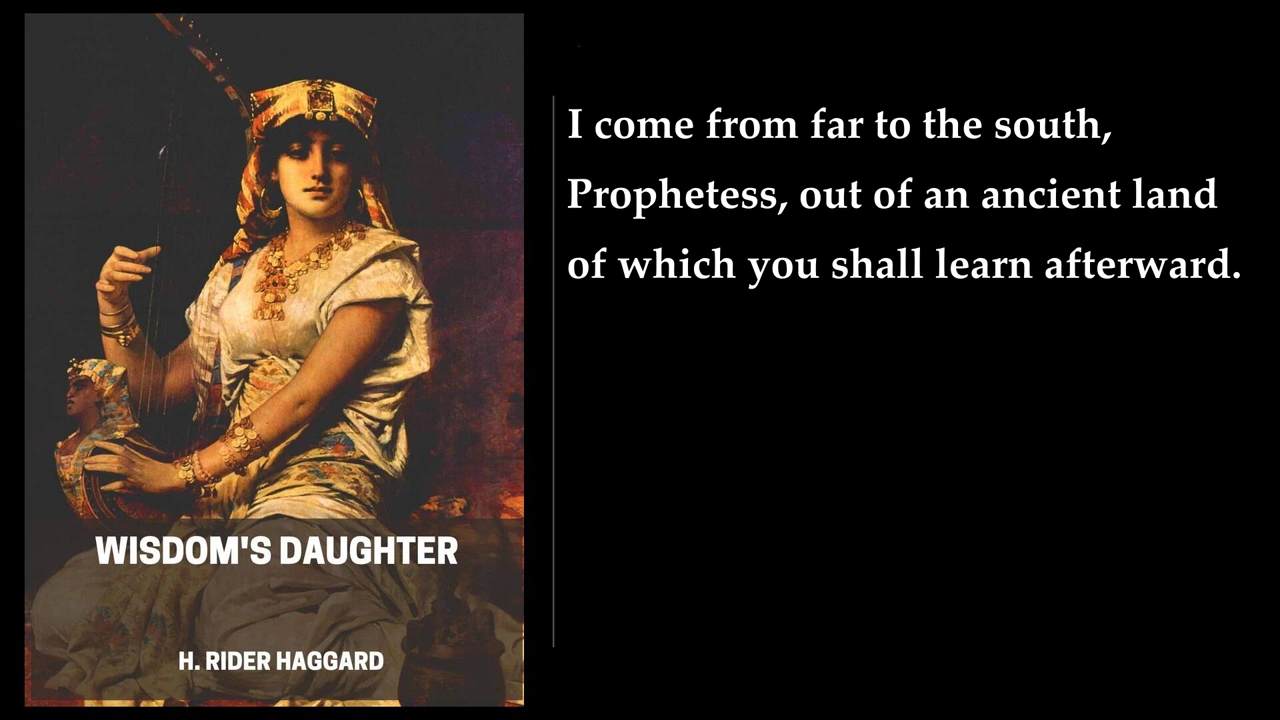 WISDOM'S DAUGHTER
H. RIDER HAGGARD
I come from far to the south,
Prophetess, out of an ancient land
of which you shall learn afterward.